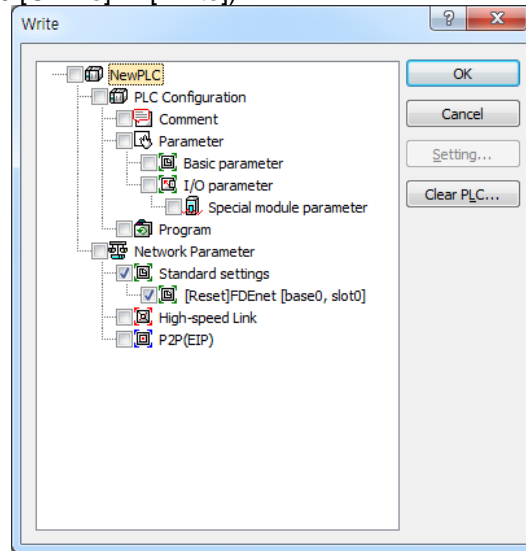 Write
NewPLC
OK
PLC Configuration
Comment
Cancel
Parameter
Basic parameter
Setting...
I/O parameter
Special module parameter
Clear PLC...
Program
Network Parameter
Standard settings
[Reset]FDEnet [base0, slot0]
High-speed Link
P2P(EIP)